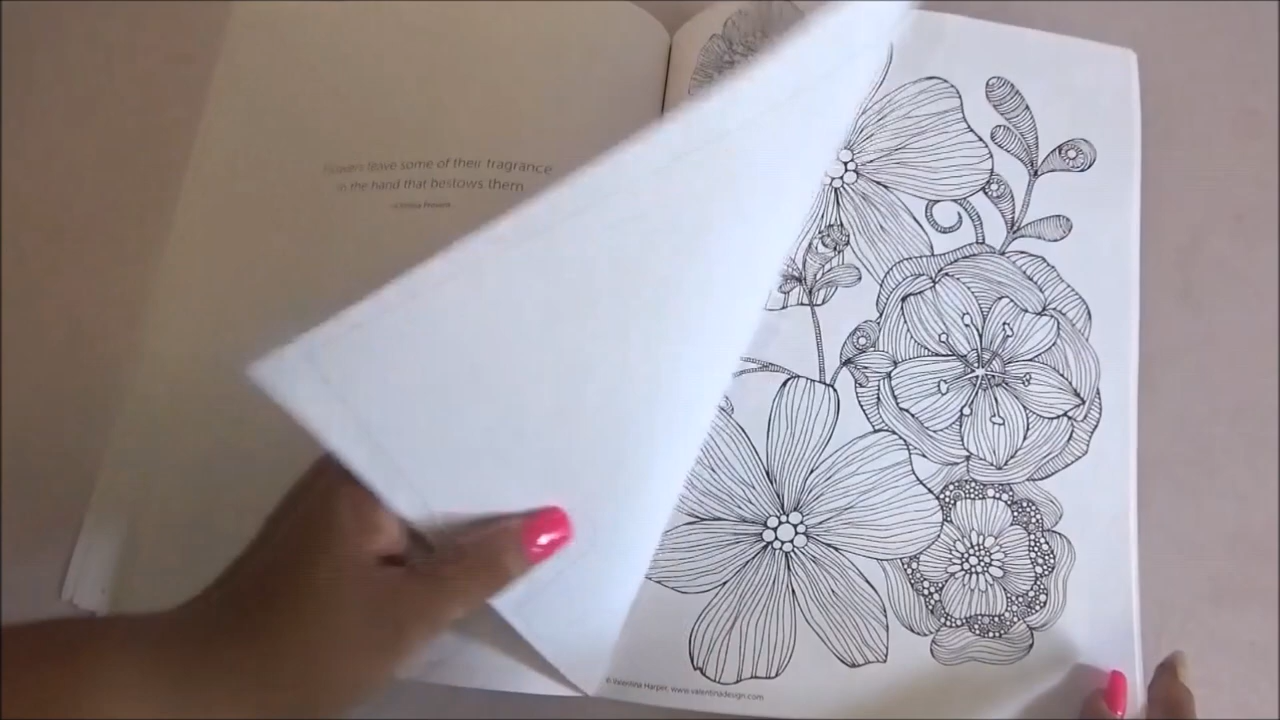 Flowers leave some of their fragrance
in the hand that bestows them.
© Valentina Harper, www.valentinadesign.com